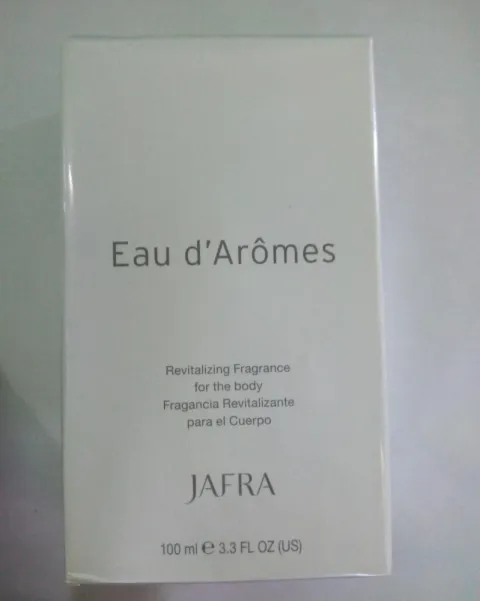 Eau d'Arômes
Revitalizing Fragrance
for the body
Fragancia Revitalizante
para el Cuerpo
JAFRA
100 ml ℮ 3.3 FL OZ (US)